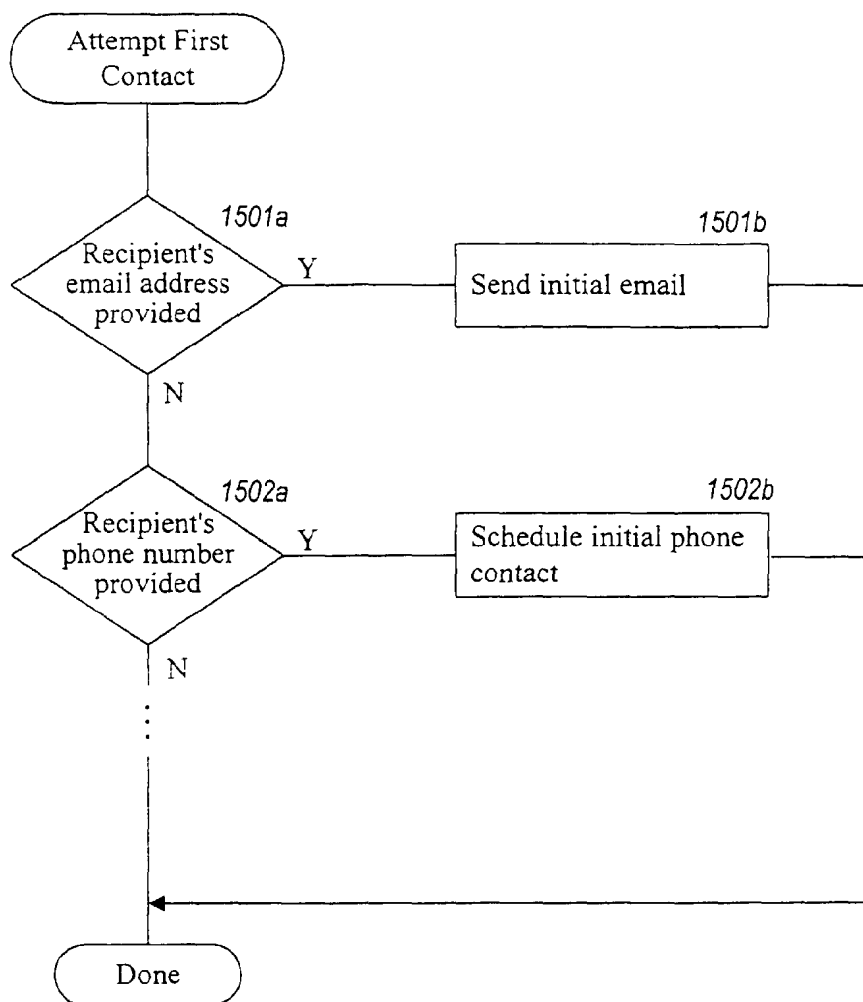 Attempt First
Contact
1501a
Recipient's
email address
provided
Y
N
1501b
Send initial email
1502a
Recipient's
phone number
provided
Y
N
1502b
Schedule initial phone
contact
Done